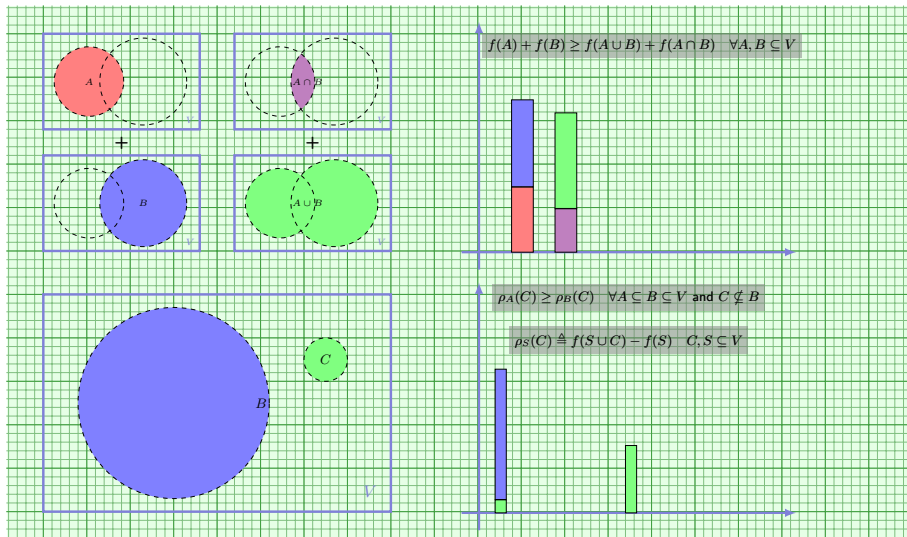 f(A) + f(B) ≥ f(A ∪ B) + f(A ∩ B) ∀A, B ⊆ V
A
V
A ∩ B
V
+
+
B
V
A ∪ B
V
ρ_A(C) ≥ ρ_B(C) ∀A ⊆ B ⊆ V and C ⊈ B
ρ_S(C) ≜ f(S ∪ C) − f(S) C, S ⊆ V
C
B
V